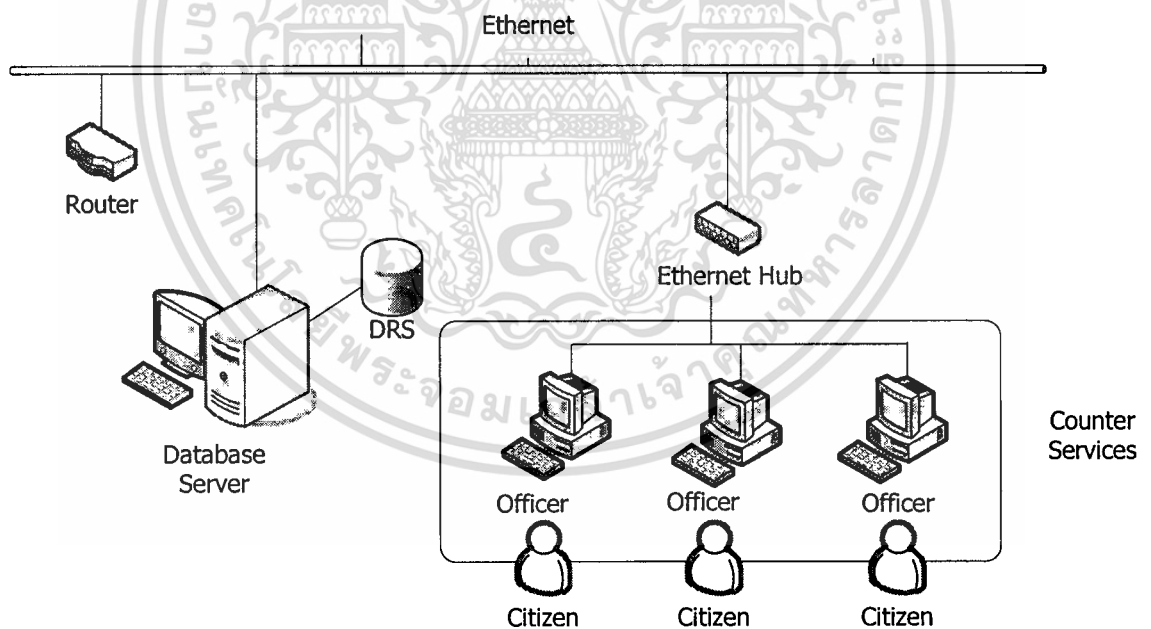 Ethernet
Router
Ethernet Hub
DRS
Database
Server
Counter
Services
Officer
Officer
Officer
Citizen
Citizen
Citizen